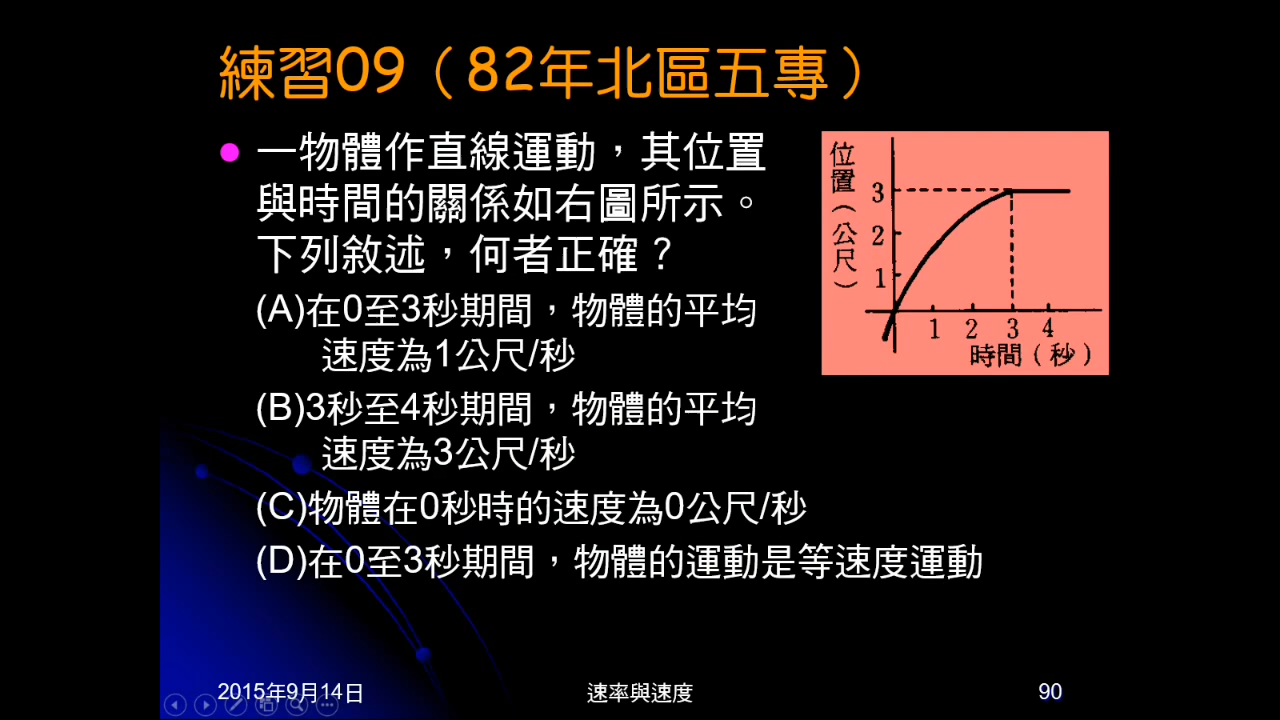 練習09（82年北區五專）
一物體作直線運動，其位置
與時間的關係如右圖所示。
下列敘述，何者正確？
(A)在0至3秒期間，物體的平均
速度為1公尺/秒
(B)3秒至4秒期間，物體的平均
速度為3公尺/秒
(C)物體在0秒時的速度為0公尺/秒
(D)在0至3秒期間，物體的運動是等速度運動
位置（公尺）
3
2
1
1 2 3 4
時間（秒）
2015年9月14日
速率與速度
90